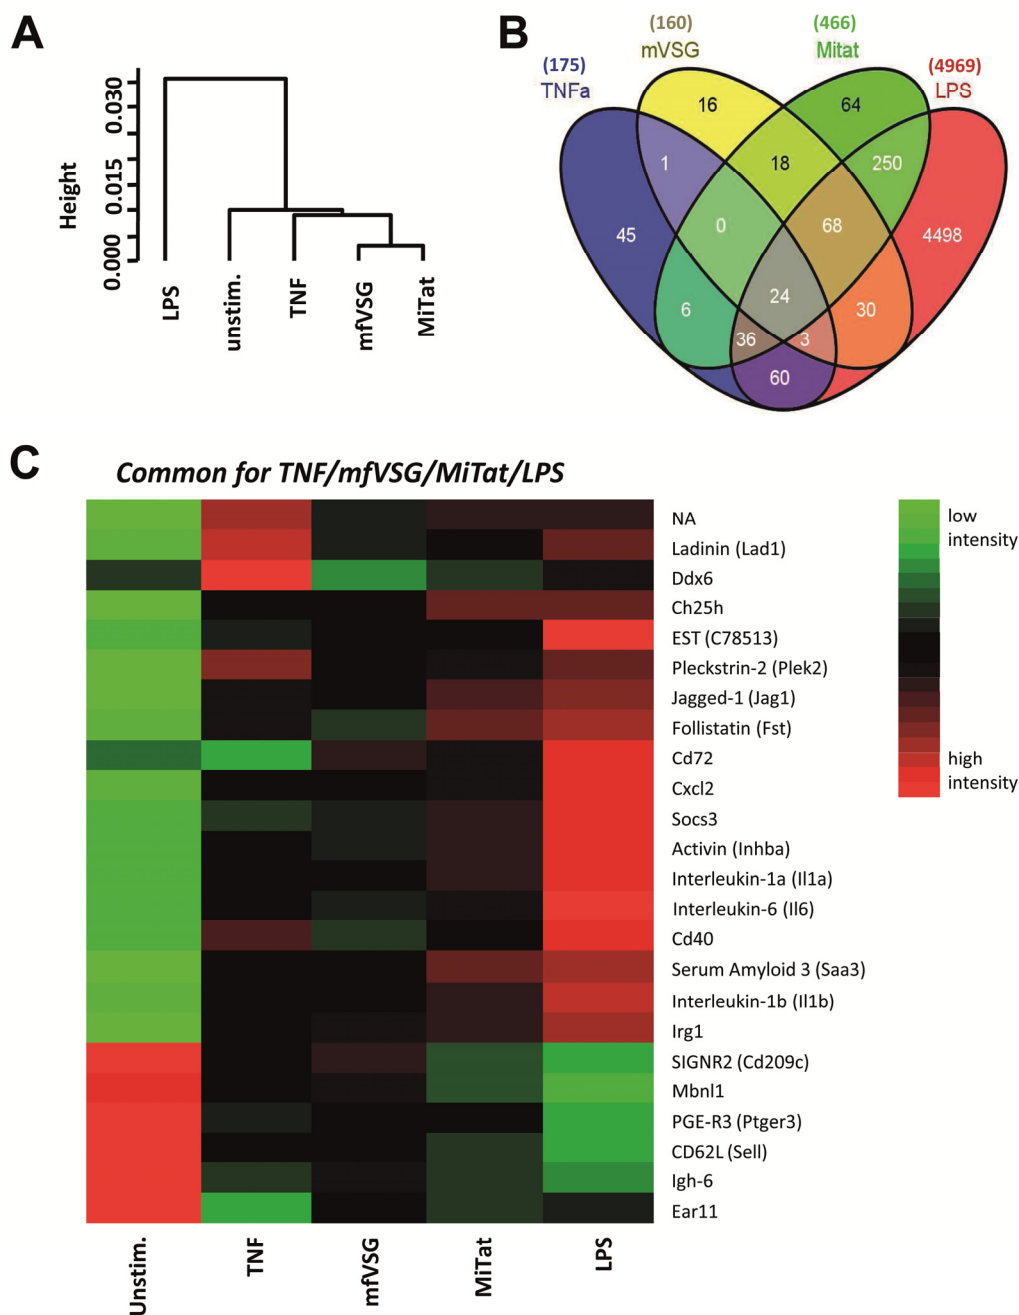 A
0.030
0.015
0.000
Height
LPS
unstim.
TNF
mfVSG
MiTat
B
(160)
mVSG
(466)
Mitat
(175)
TNFa
(4969)
LPS
16
64
1
18
250
45
0
68
4498
6
24
30
36
3
60
C
Common for TNF/mfVSG/MiTat/LPS
NA
Ladinin (Lad1)
Ddx6
Ch25h
EST (C78513)
Pleckstrin-2 (Plek2)
Jagged-1 (Jag1)
Follistatin (Fst)
Cd72
Cxcl2
Socs3
Activin (Inhba)
Interleukin-1a (Il1a)
Interleukin-6 (Il6)
Cd40
Serum Amyloid 3 (Saa3)
Interleukin-1b (Il1b)
Irg1
SIGNR2 (Cd209c)
Mbnl1
PGE-R3 (Ptger3)
CD62L (Sell)
Igh-6
Ear11
low
intensity
high
intensity
Unstim.
TNF
mfVSG
MiTat
LPS